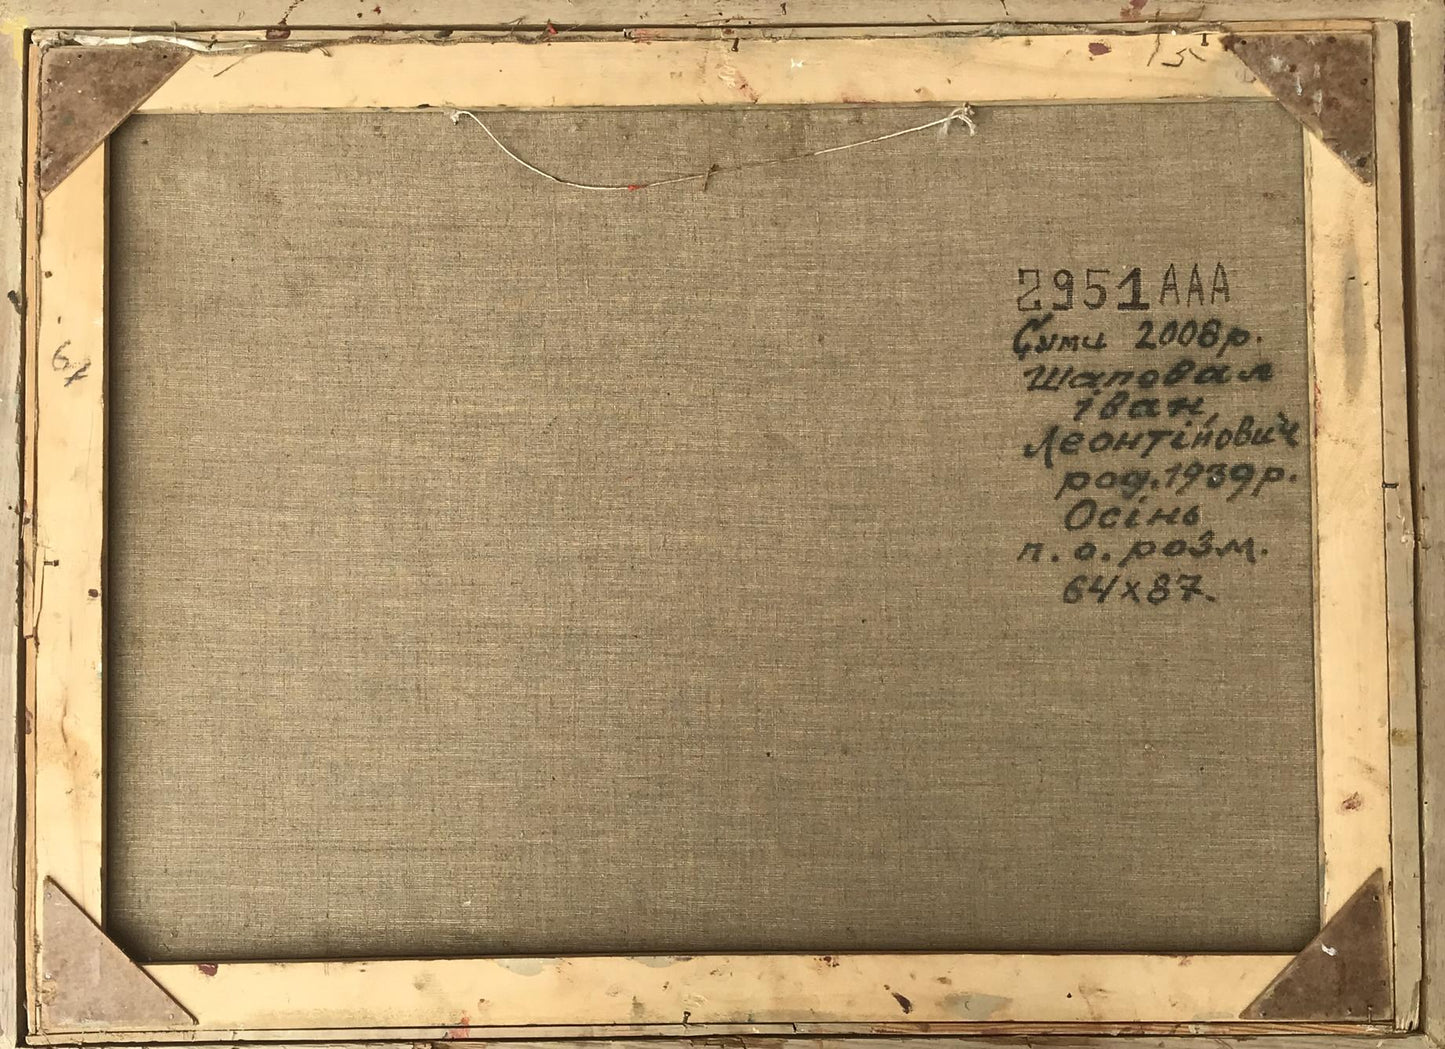 2951AAA
Суми 2008р.
Шаповал
Іван
Леонтійович
род.1939р.
Осінь
п.о.розм.
64х87.